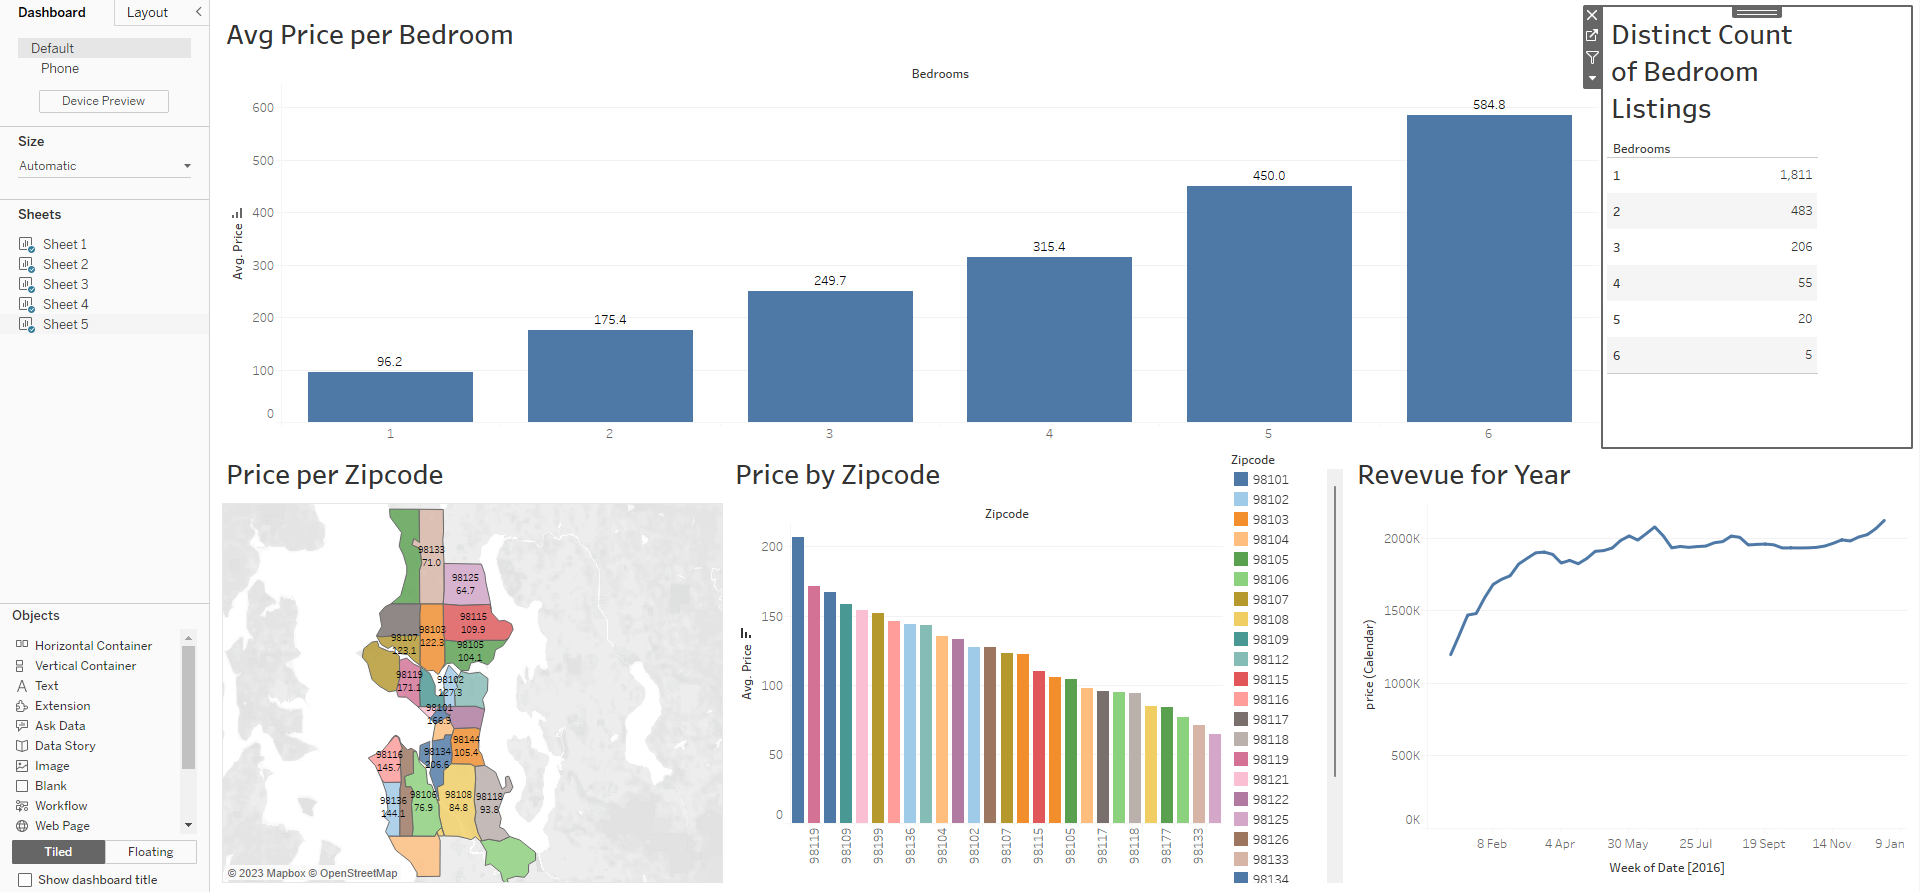 Dashboard
Layout
Default
Phone
Device Preview
Size
Automatic
Sheets
Sheet 1
Sheet 2
Sheet 3
Sheet 4
Sheet 5
Objects
Horizontal Container
Vertical Container
Text
Extension
Ask Data
Data Story
Image
Blank
Workflow
Web Page
Tiled
Floating
Show dashboard title
Avg Price per Bedroom
Bedrooms
Avg. Price
600
500
400
300
200
100
0
96.2
175.4
249.7
315.4
450.0
584.8
1
2
3
4
5
6
Distinct Count
of Bedroom
Listings
Bedrooms
1 1,811
2 483
3 206
4 55
5 20
6 5
Price per Zipcode
98133
71.0
98125
64.7
98115
109.9
98103
122.3
98107
123.1
98105
104.1
98119
171.1
98102
127.3
98101
166.9
98144
105.4
98134
206.6
98116
145.7
98136
144.1
98106
76.9
98108
84.8
98118
93.8
© 2023 Mapbox © OpenStreetMap
Price by Zipcode
Zipcode
Avg. Price
200
150
100
50
0
98119
98109
98199
98136
98104
98102
98107
98115
98105
98117
98118
98177
98133
Zipcode
98101
98102
98103
98104
98105
98106
98107
98108
98109
98112
98115
98116
98117
98118
98119
98121
98122
98125
98126
98133
98134
Revevue for Year
price (Calendar)
2000K
1500K
1000K
500K
0K
8 Feb
4 Apr
30 May
25 Jul
19 Sept
14 Nov
9 Jan
Week of Date [2016]